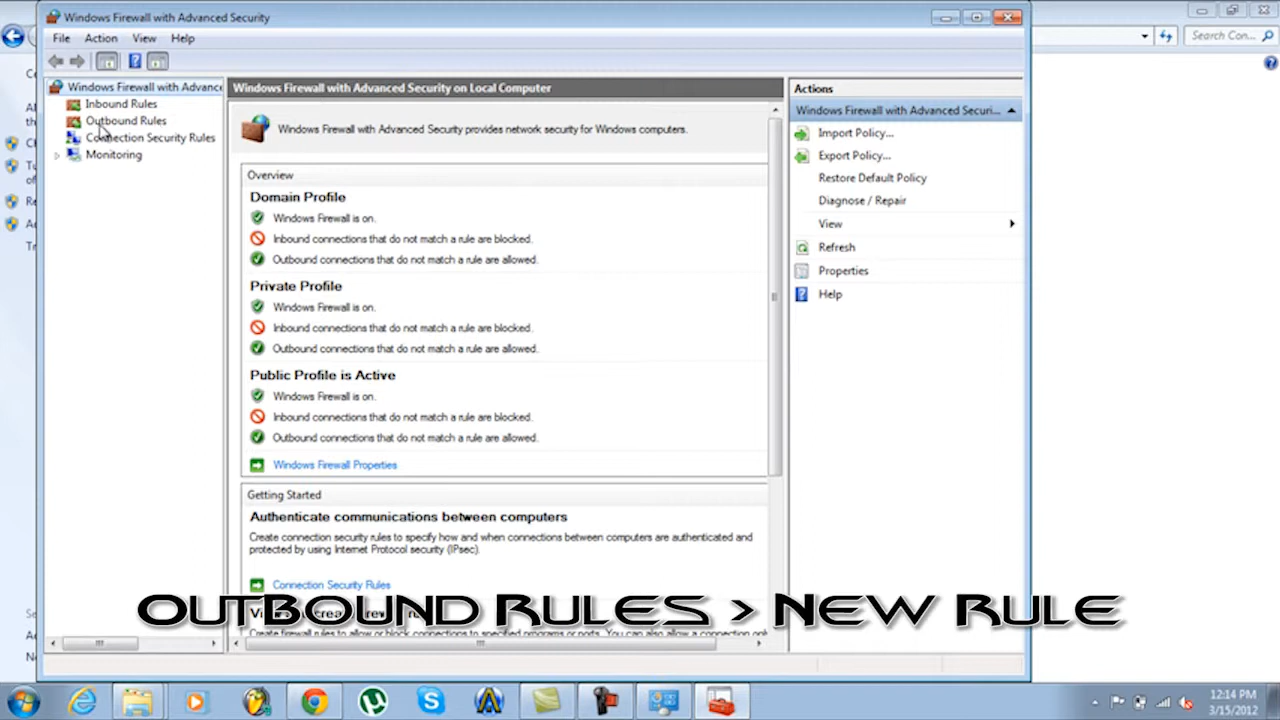 Windows Firewall with Advanced Security
File Action View Help
Search Con...
Windows Firewall with Advance
Inbound Rules
Outbound Rules
Connection Security Rules
Monitoring
Windows Firewall with Advanced Security on Local Computer
Windows Firewall with Advanced Security provides network security for Windows computers.
Overview
Domain Profile
Windows Firewall is on.
Inbound connections that do not match a rule are blocked.
Outbound connections that do not match a rule are allowed.
Private Profile
Windows Firewall is on.
Inbound connections that do not match a rule are blocked.
Outbound connections that do not match a rule are allowed.
Public Profile is Active
Windows Firewall is on.
Inbound connections that do not match a rule are blocked.
Outbound connections that do not match a rule are allowed.
Windows Firewall Properties
Getting Started
Authenticate communications between computers
Create connection security rules to specify how and when connections between computers are authenticated and
protected by using Internet Protocol security (IPsec).
Connection Security Rules
Actions
Windows Firewall with Advanced Securi...
Import Policy...
Export Policy...
Restore Default Policy
Diagnose / Repair
View
Refresh
Properties
Help
Outbound Rules > New Rule
12:14 PM
3/15/2012